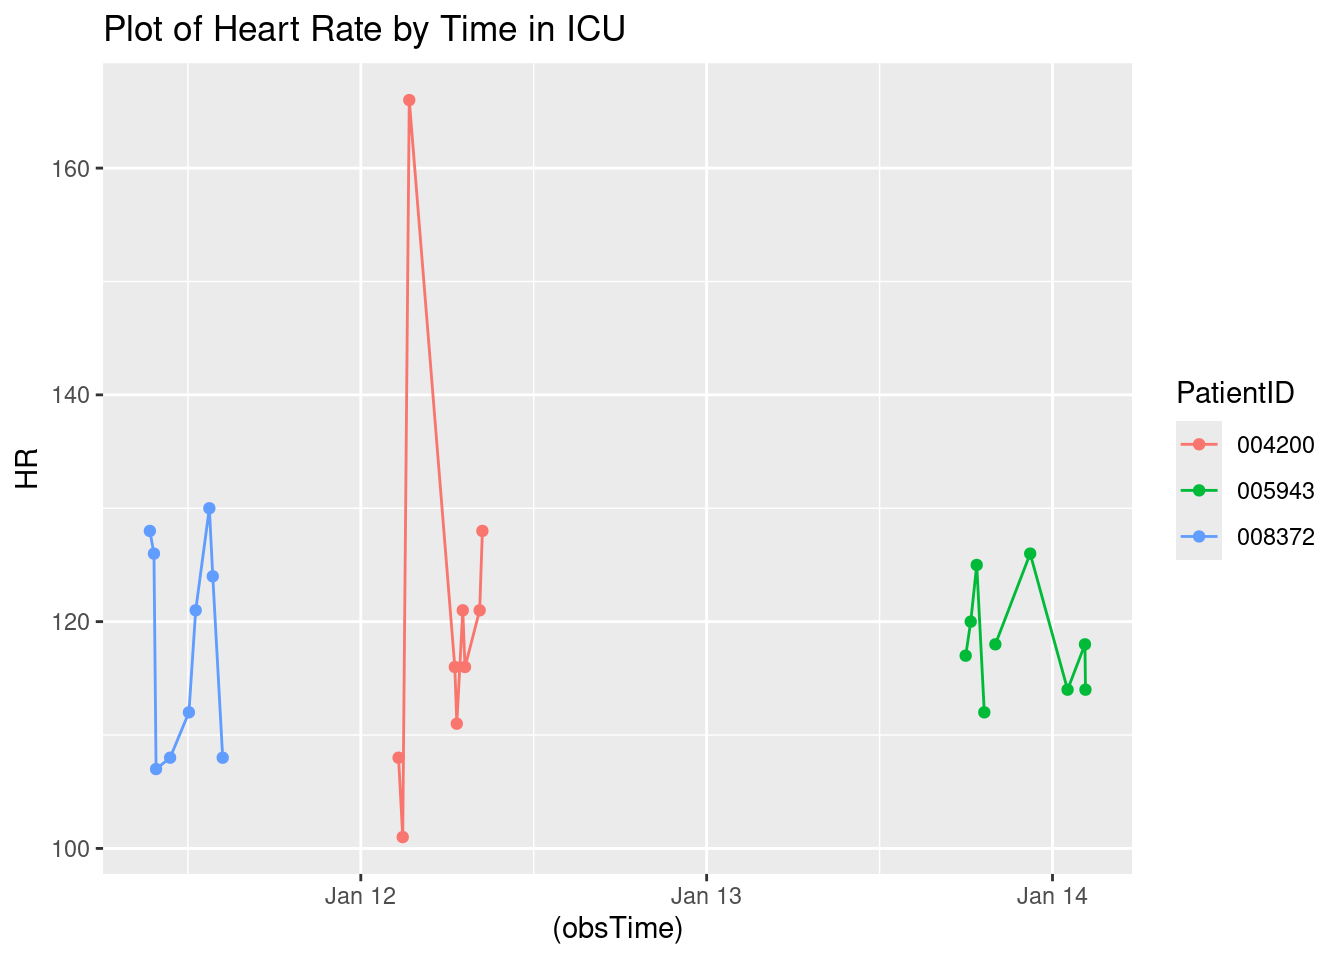 Plot of Heart Rate by Time in ICU
HR
160
140
120
100
Jan 12
Jan 13
Jan 14
(obsTime)
PatientID
004200
005943
008372